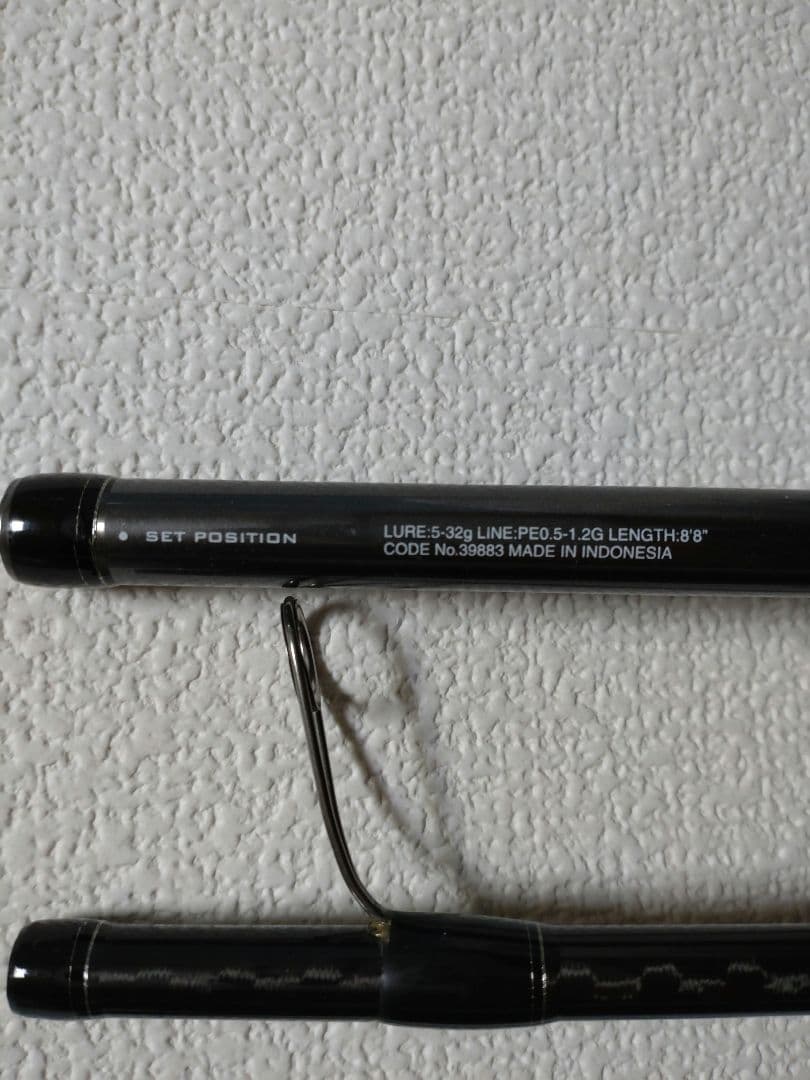 • SET POSITION
LURE:5-32g LINE:PE0.5-1.2G LENGTH:8'8"
CODE No.39883 MADE IN INDONESIA